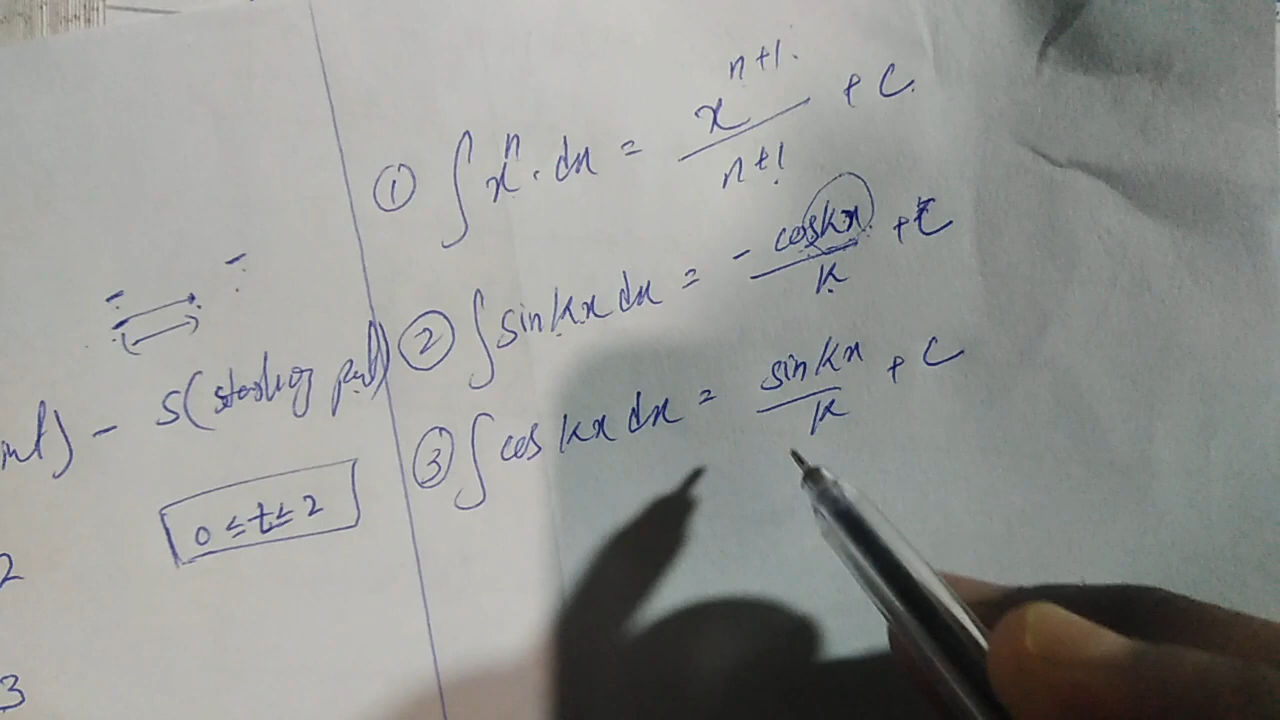 ① ∫ xⁿ · dx = xⁿ⁺¹ / n+1 + C
② ∫ sin kx dx = - cos kx / k + C
③ ∫ cos kx dx = sin kx / k + C
) - S(
0 ≤ t ≤ 2
2
3